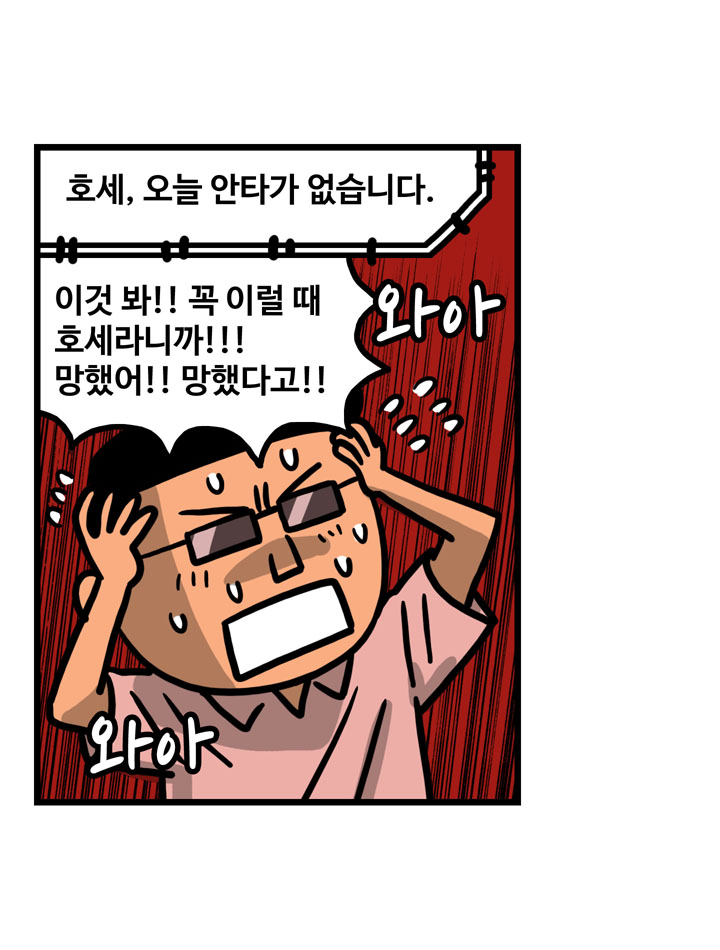 호세, 오늘 안타가 없습니다.
이것 봐!! 꼭 이럴 때
호세라니까!!!
망했어!! 망했다고!!
와아
와아